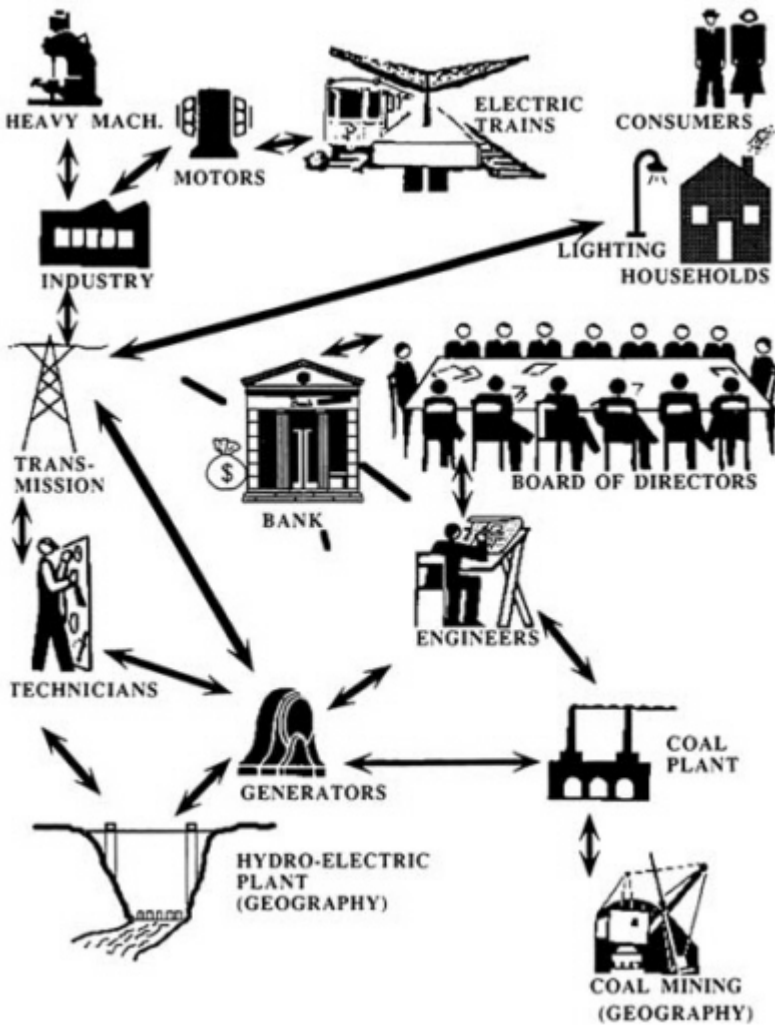 HEAVY MACH.
MOTORS
ELECTRIC
TRAINS
CONSUMERS
INDUSTRY
LIGHTING
HOUSEHOLDS
TRANS-
MISSION
$
BANK
BOARD OF DIRECTORS
TECHNICIANS
ENGINEERS
GENERATORS
COAL
PLANT
HYDRO-ELECTRIC
PLANT
(GEOGRAPHY)
COAL MINING
(GEOGRAPHY)